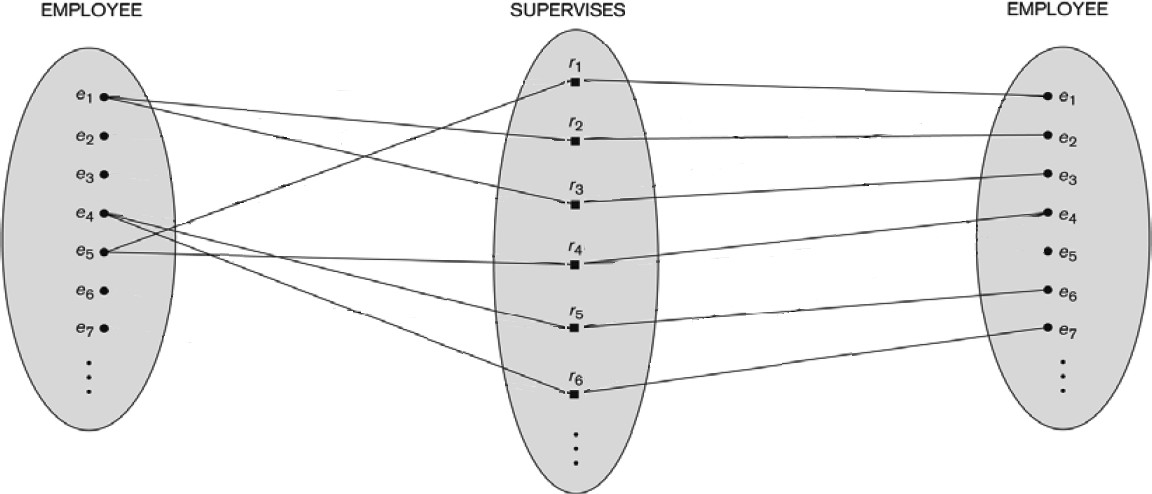 EMPLOYEE SUPERVISES EMPLOYEE
r1
e1 e1
r2
e2 e2
e3 r3 e3
e4 e4
e5 r4 e5
e6 e6
r5
e7 e7
r6